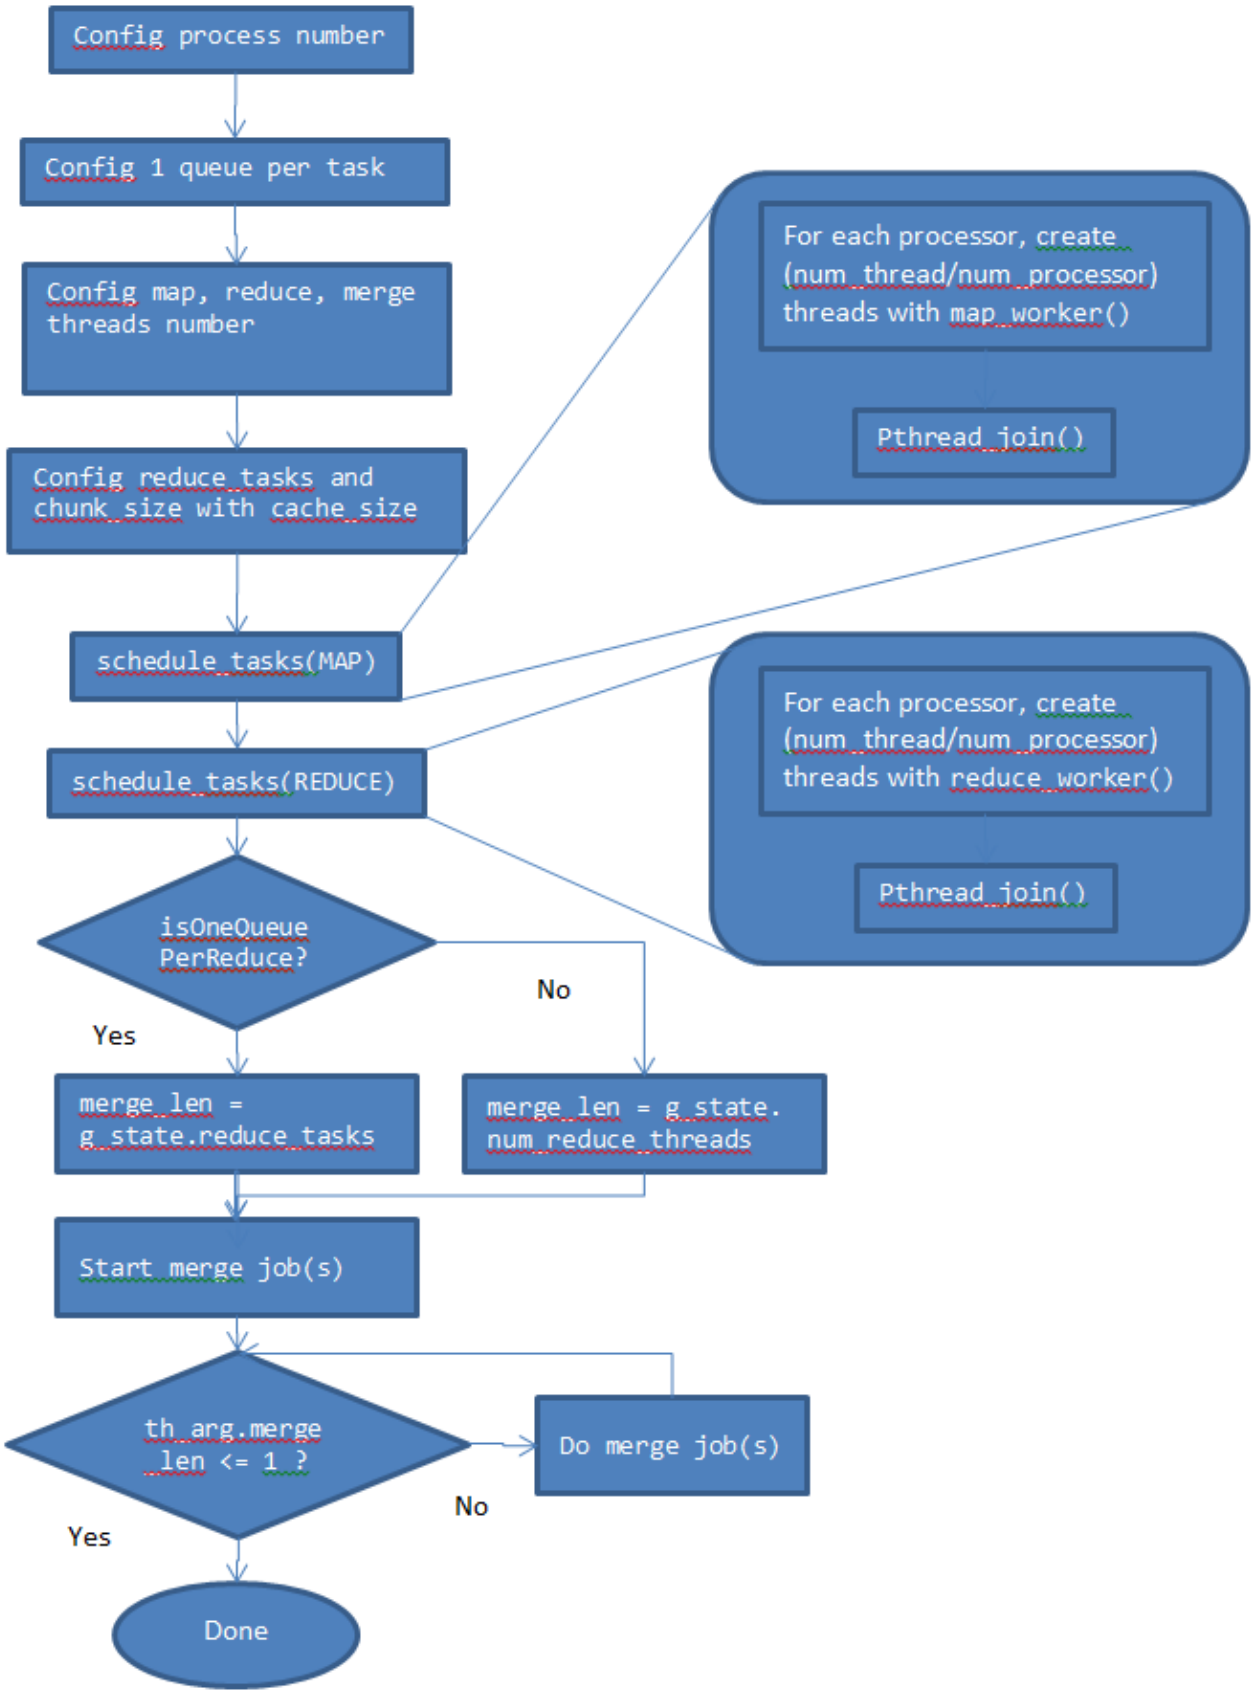 Config process number
Config 1 queue per task
Config map, reduce, merge
threads number
Config reduce_tasks and
chunk_size with cache_size
schedule_tasks(MAP)
For each processor, create
(num_thread/num_processor)
threads with map_worker()
Pthread_join()
schedule_tasks(REDUCE)
For each processor, create
(num_thread/num_processor)
threads with reduce_worker()
Pthread_join()
isOneQueue
PerReduce?
No
Yes
merge_len =
g_state.reduce_tasks
merge_len = g_state.
num_reduce_threads
Start merge job(s)
th_arg.merge
_len <= 1 ?
Do merge job(s)
No
Yes
Done